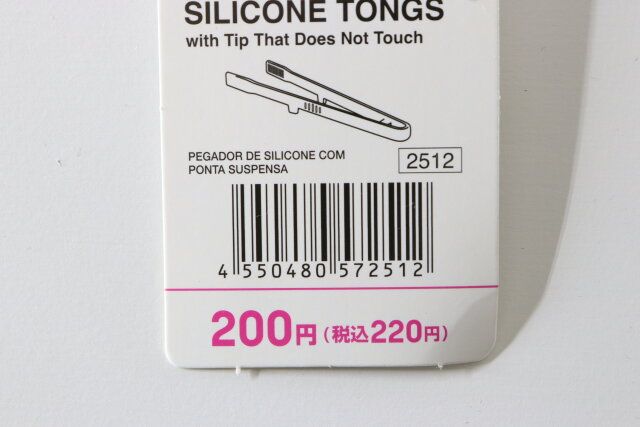 SILICONE TONGS
with Tip That Does Not Touch
PEGADOR DE SILICONE COM
PONTA SUSPENSA
2512
4 550480 572512
200円(税込220円)